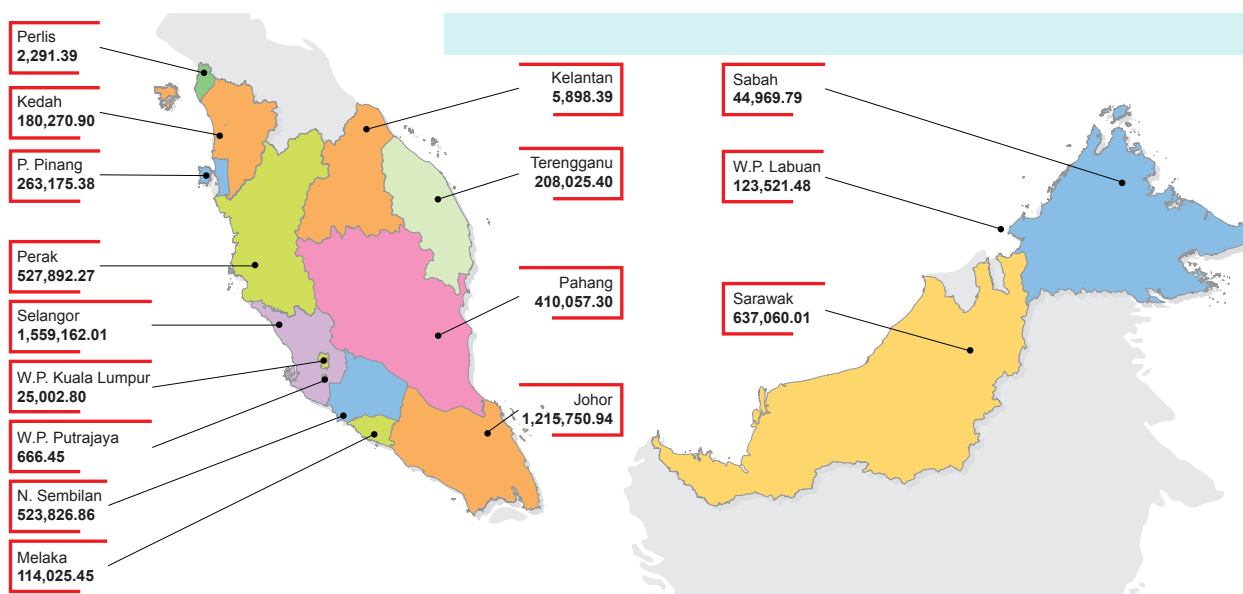 Perlis
2,291.39
Kedah
180,270.90
P. Pinang
263,175.38
Perak
527,892.27
Selangor
1,559,162.01
W.P. Kuala Lumpur
25,002.80
W.P. Putrajaya
666.45
N. Sembilan
523,826.86
Melaka
114,025.45
Kelantan
5,898.39
Terengganu
208,025.40
Pahang
410,057.30
Johor
1,215,750.94
Sabah
44,969.79
W.P. Labuan
123,521.48
Sarawak
637,060.01